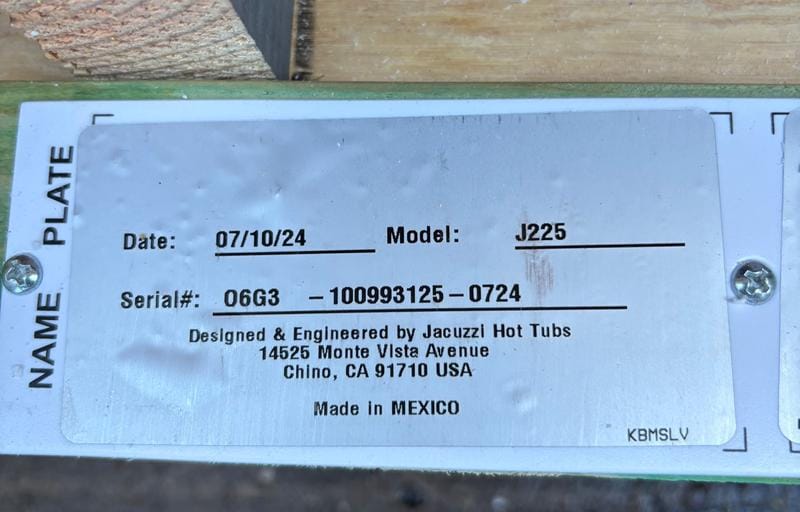 NAME PLATE
Date: 07/10/24 Model: J225
Serial#: 06G3 - 100993125 - 0724
Designed & Engineered by Jacuzzi Hot Tubs
14525 Monte Vista Avenue
Chino, CA 91710 USA
Made in MEXICO
KBMSLV